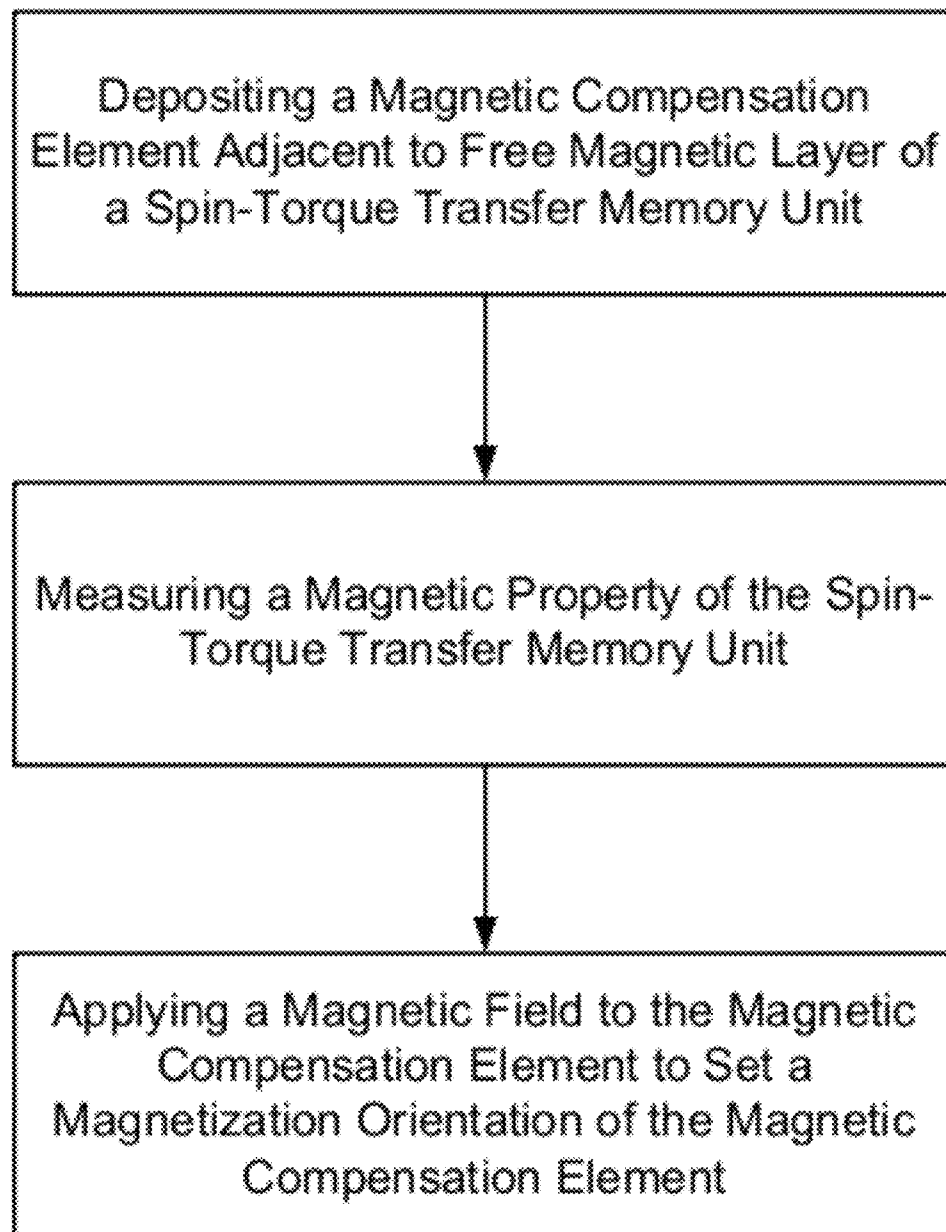 Depositing a Magnetic Compensation
Element Adjacent to Free Magnetic Layer of
a Spin-Torque Transfer Memory Unit
Measuring a Magnetic Property of the Spin-
Torque Transfer Memory Unit
Applying a Magnetic Field to the Magnetic
Compensation Element to Set a
Magnetization Orientation of the Magnetic
Compensation Element